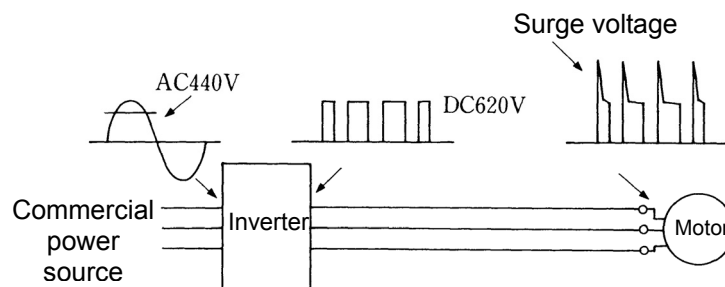 Surge voltage
AC440V
DC620V
Commercial
power
source
Inverter
Motor